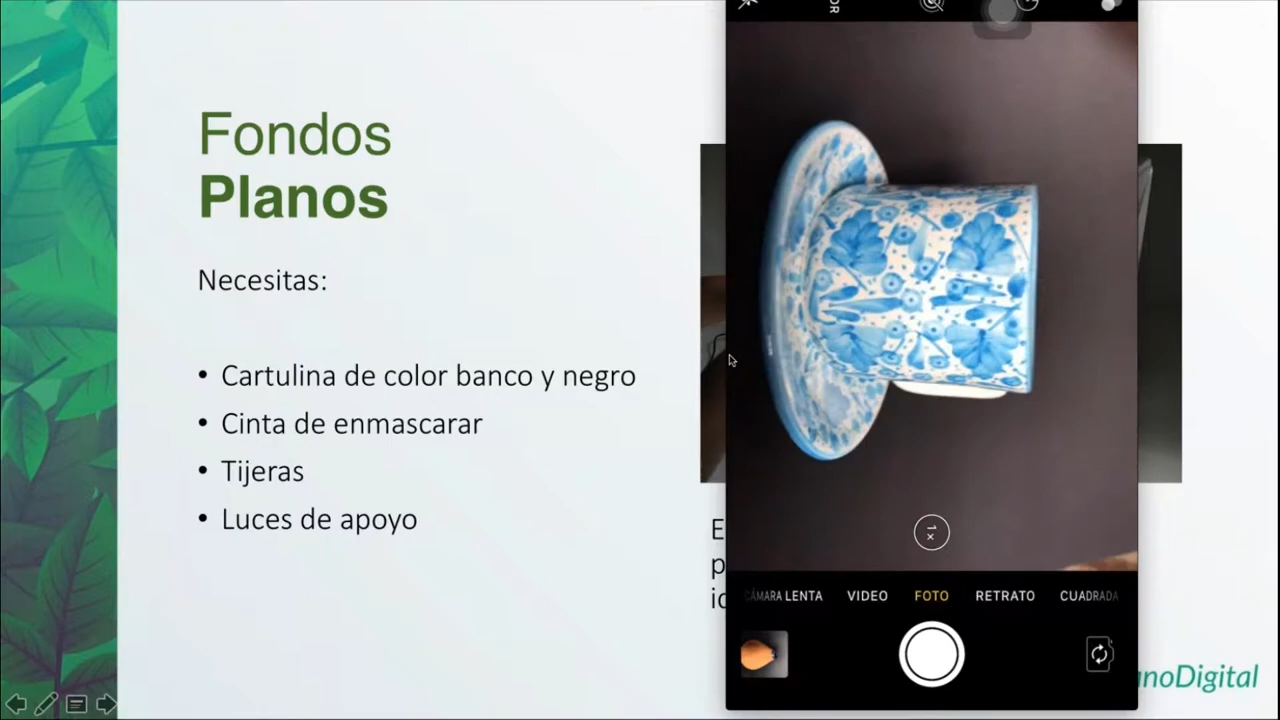 Fondos
Planos
Necesitas:
• Cartulina de color banco y negro
• Cinta de enmascarar
• Tijeras
• Luces de apoyo
1×
CÁMARA LENTA VIDEO FOTO RETRATO CUADRADA